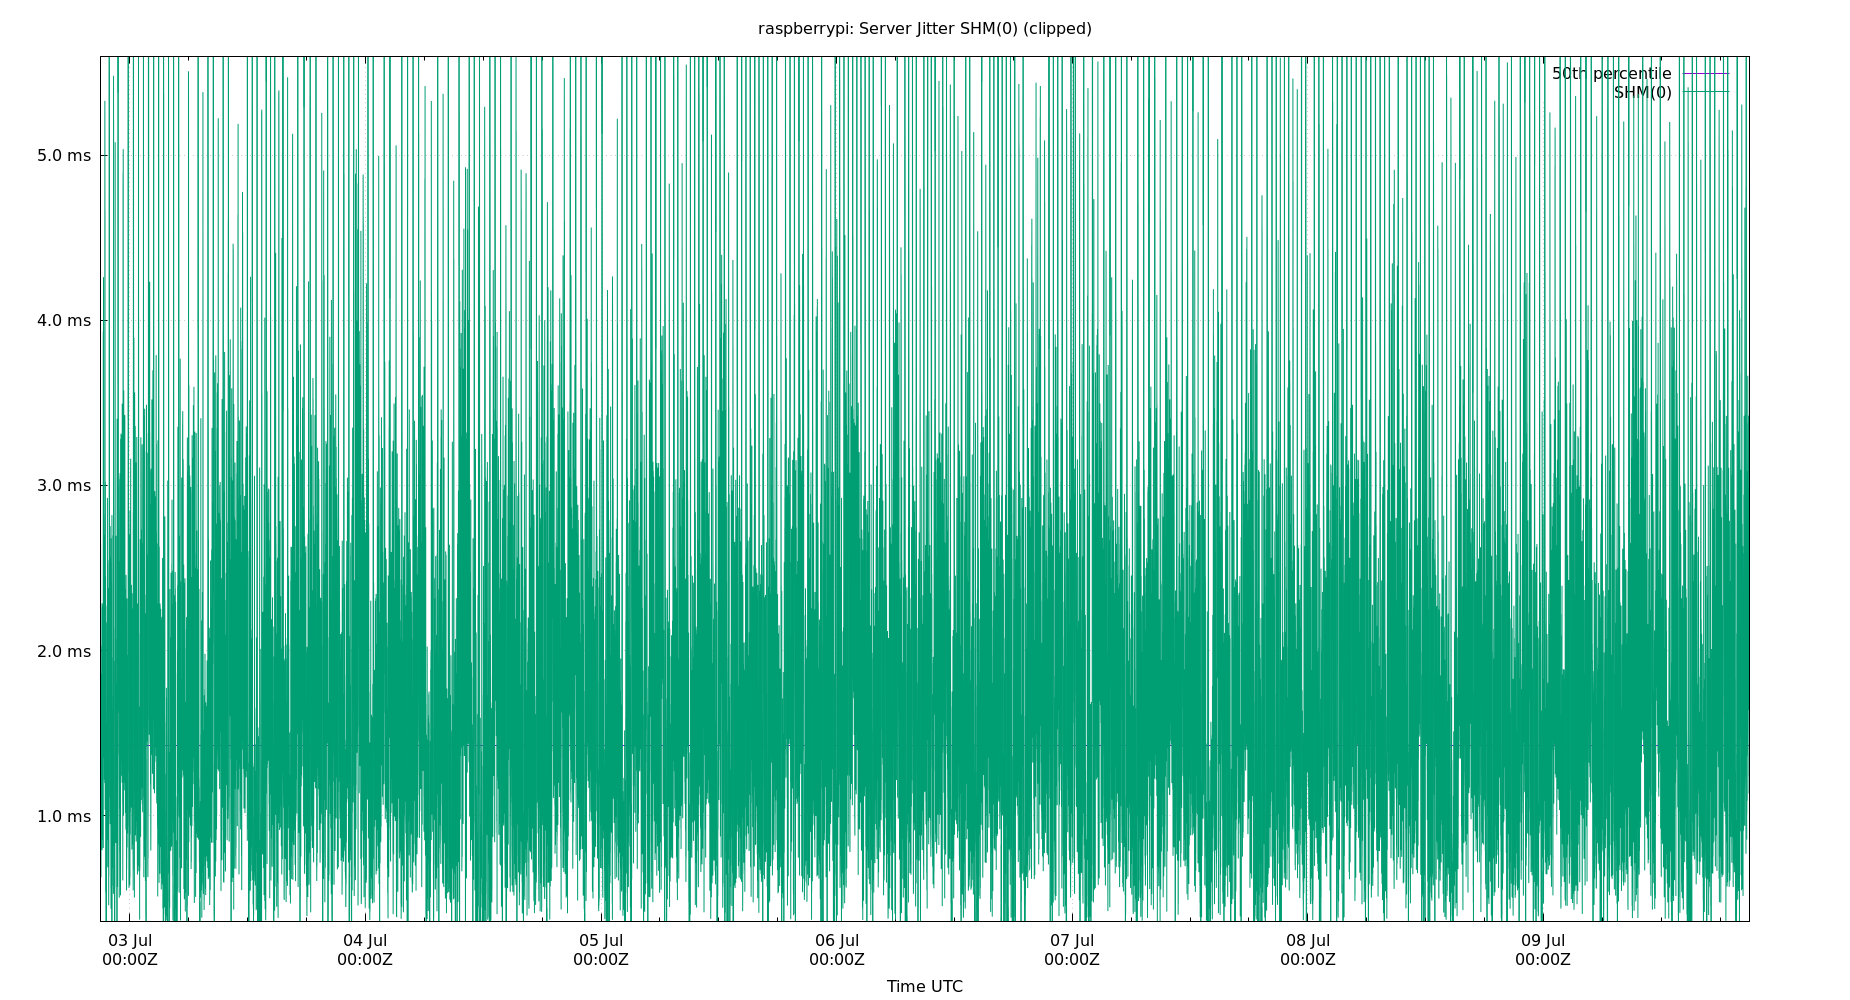 raspberrypi: Server Jitter SHM(0) (clipped)
50th percentile
SHM(0)
5.0 ms
4.0 ms
3.0 ms
2.0 ms
1.0 ms
03 Jul 04 Jul 05 Jul 06 Jul 07 Jul 08 Jul 09 Jul
00:00Z 00:00Z 00:00Z 00:00Z 00:00Z 00:00Z 00:00Z
Time UTC